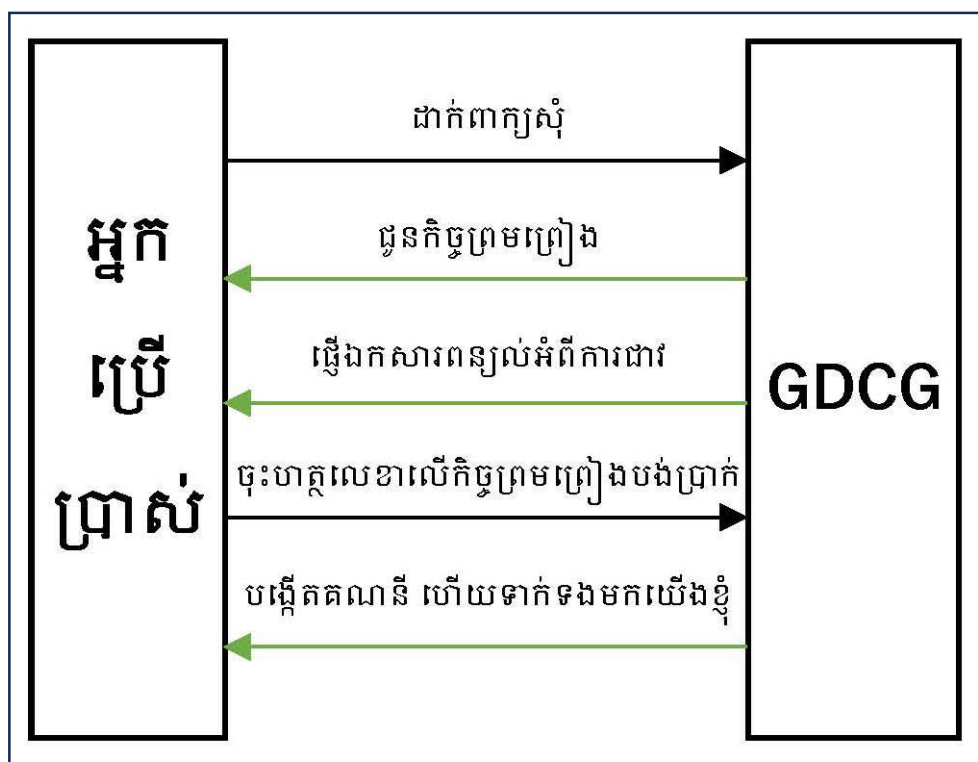 ដាក់ពាក្យសុំ
ជូនកិច្ចព្រមព្រៀង
ផ្ញើឯកសារពន្យល់អំពីការជាវ
ចុះហត្ថលេខាលើកិច្ចព្រមព្រៀងបង់ប្រាក់
បង្កើតគណនី ហើយទាក់ទងមកយើងខ្ញុំ
អ្នក
ប្រើ
ប្រាស់
GDCG